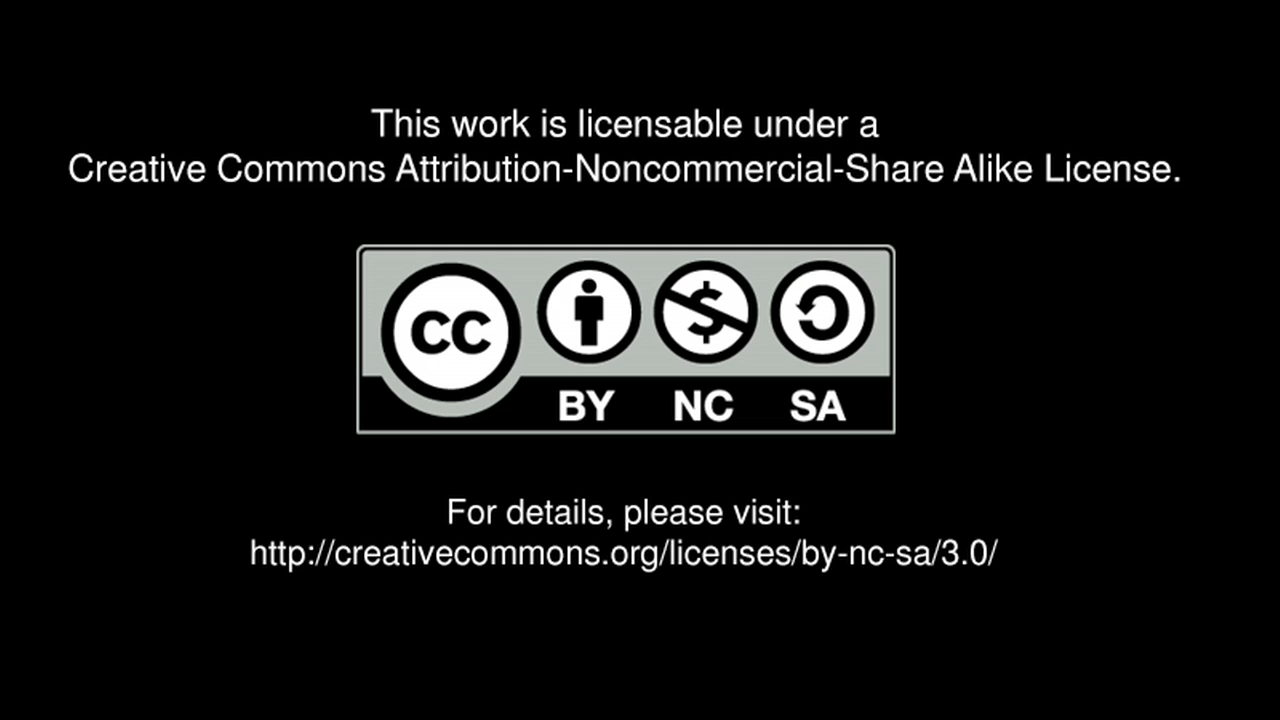 This work is licensable under a
Creative Commons Attribution-Noncommercial-Share Alike License.
CC
BY NC SA
For details, please visit:
http://creativecommons.org/licenses/by-nc-sa/3.0/